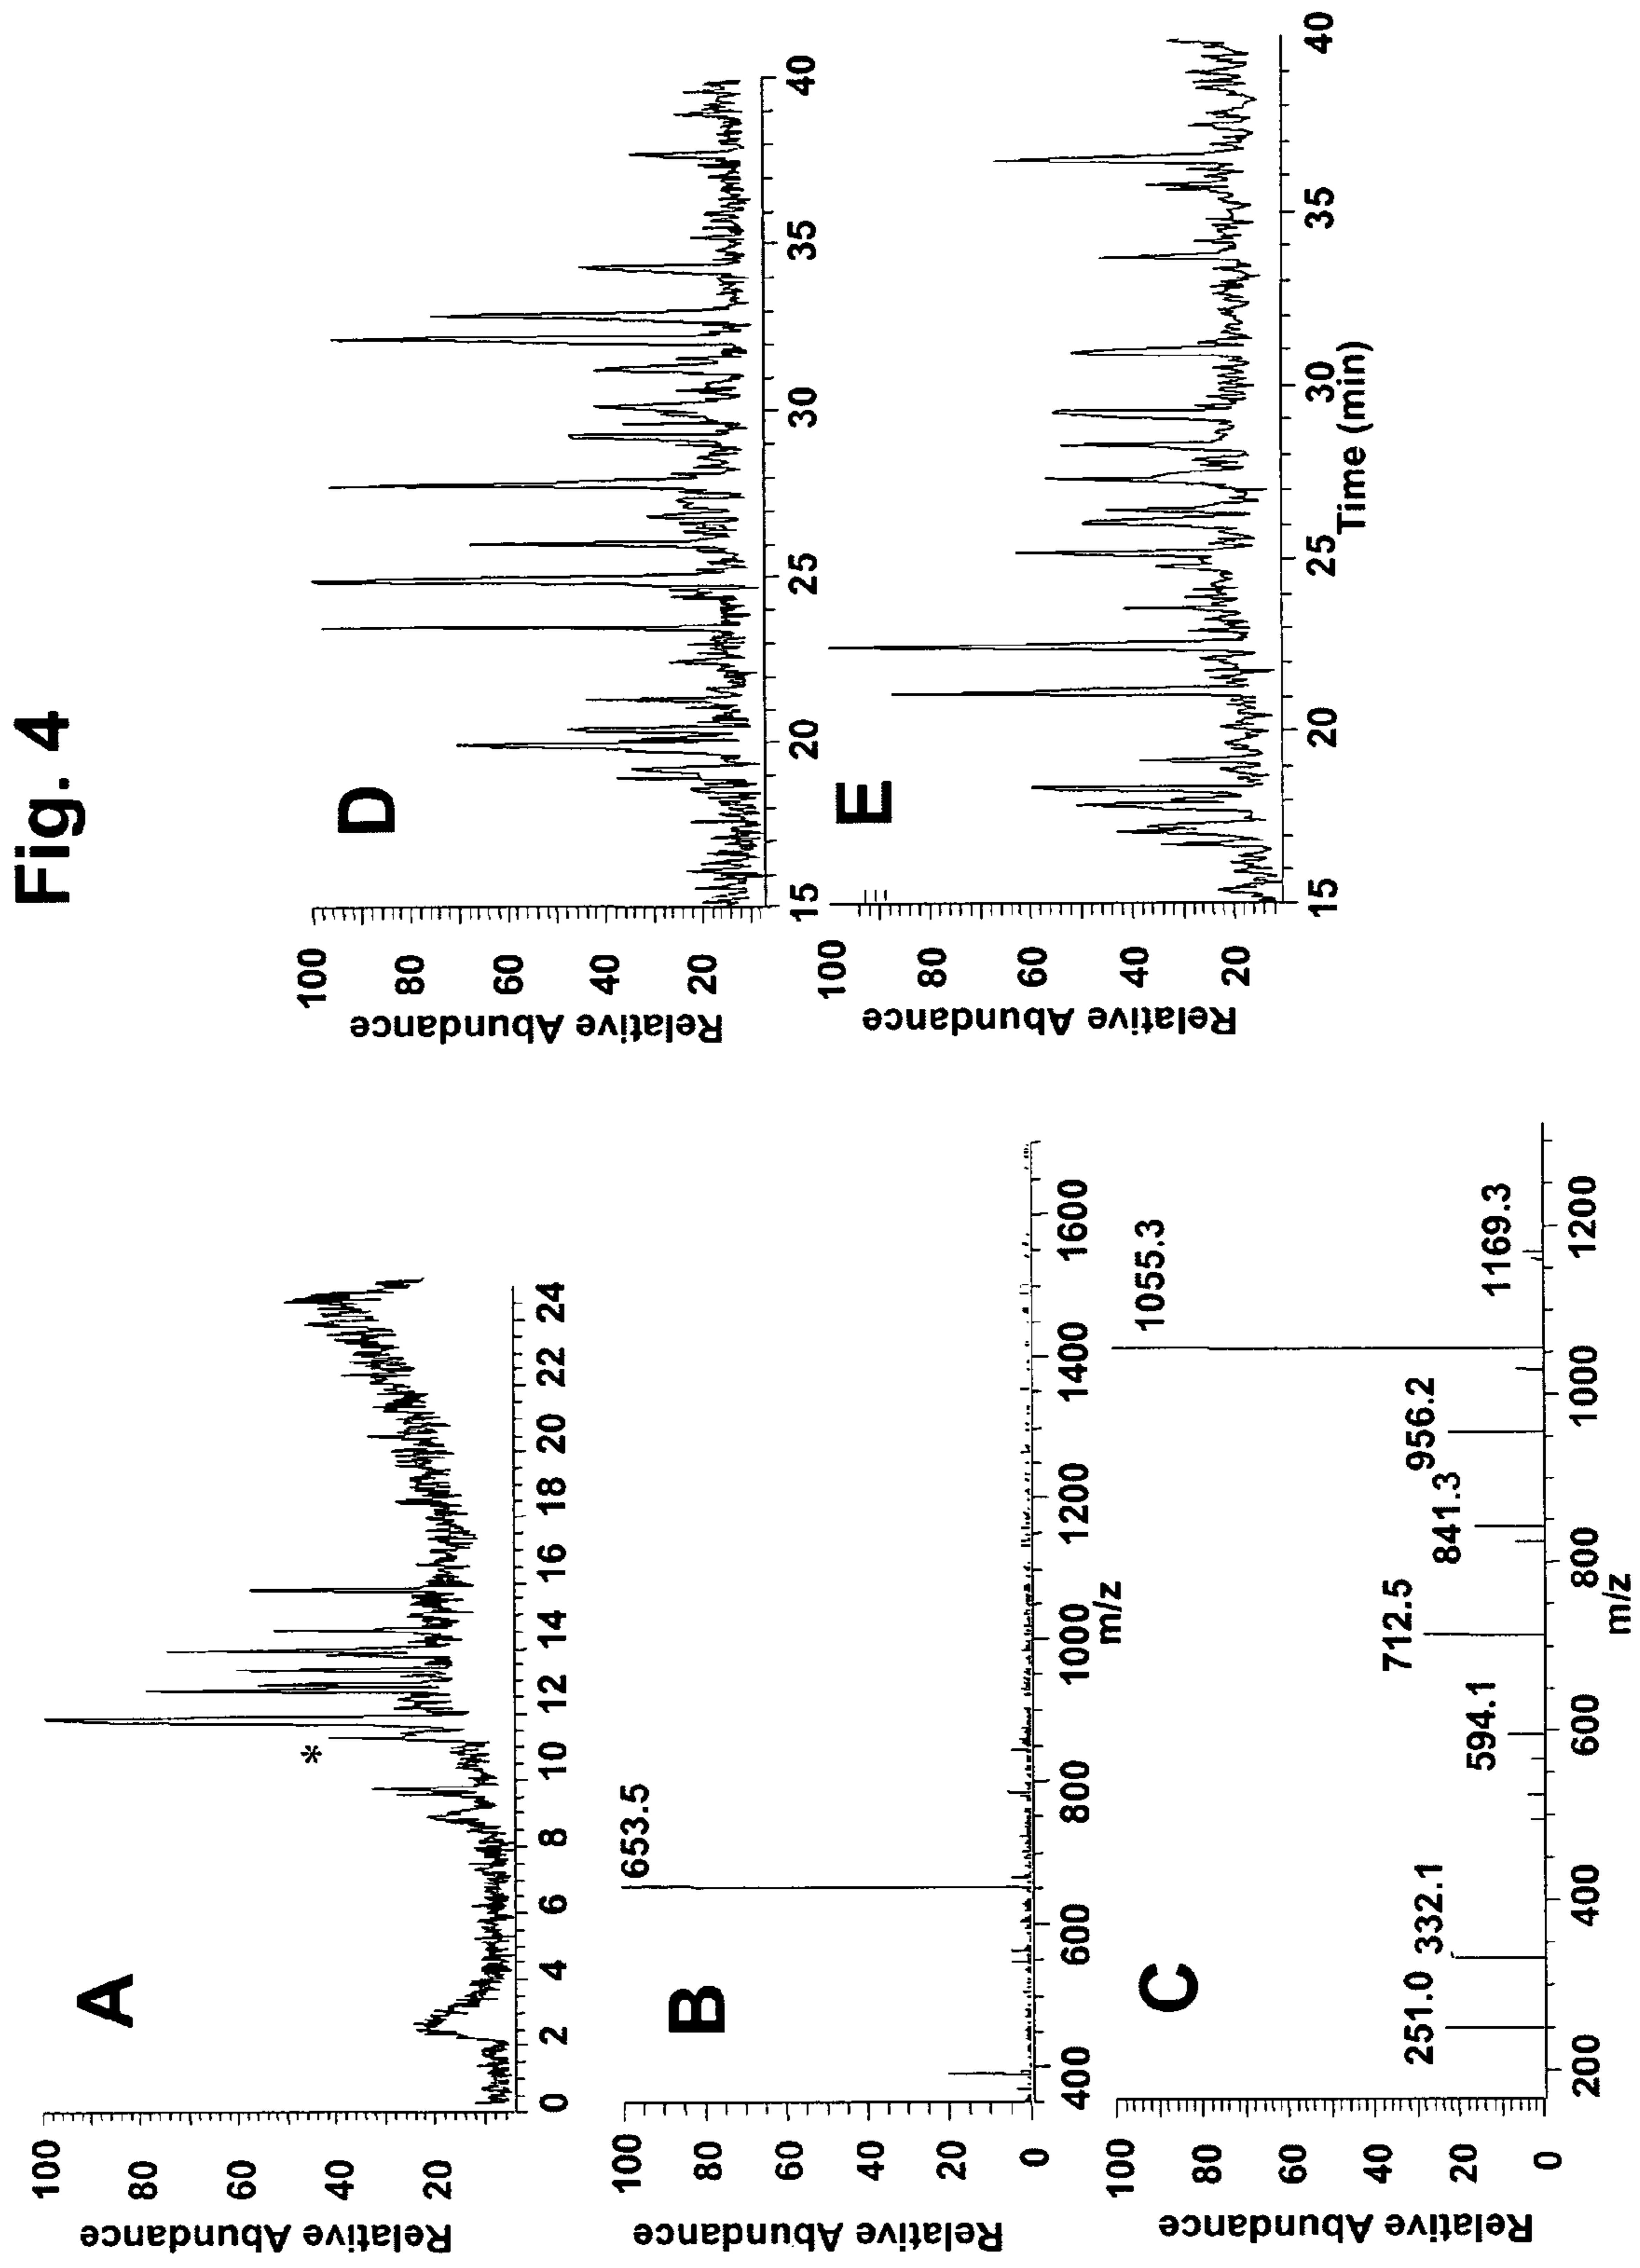 Fig. 4
A
Relative Abundance
100
80
60
40
20
*
0 2 4 6 8 10 12 14 16 18 20 22 24
B
Relative Abundance
100
80
60
40
20
0
653.5
400 600 800 1000 1200 1400 1600
m/z
C
Relative Abundance
100
80
60
40
20
0
251.0 332.1 594.1 712.5 841.3 956.2 1055.3 1169.3
200 400 600 800 1000 1200
m/z
D
Relative Abundance
100
80
60
40
20
15 20 25 30 35 40
E
Relative Abundance
100
80
60
40
20
15 20 25 30 35 40
Time (min)